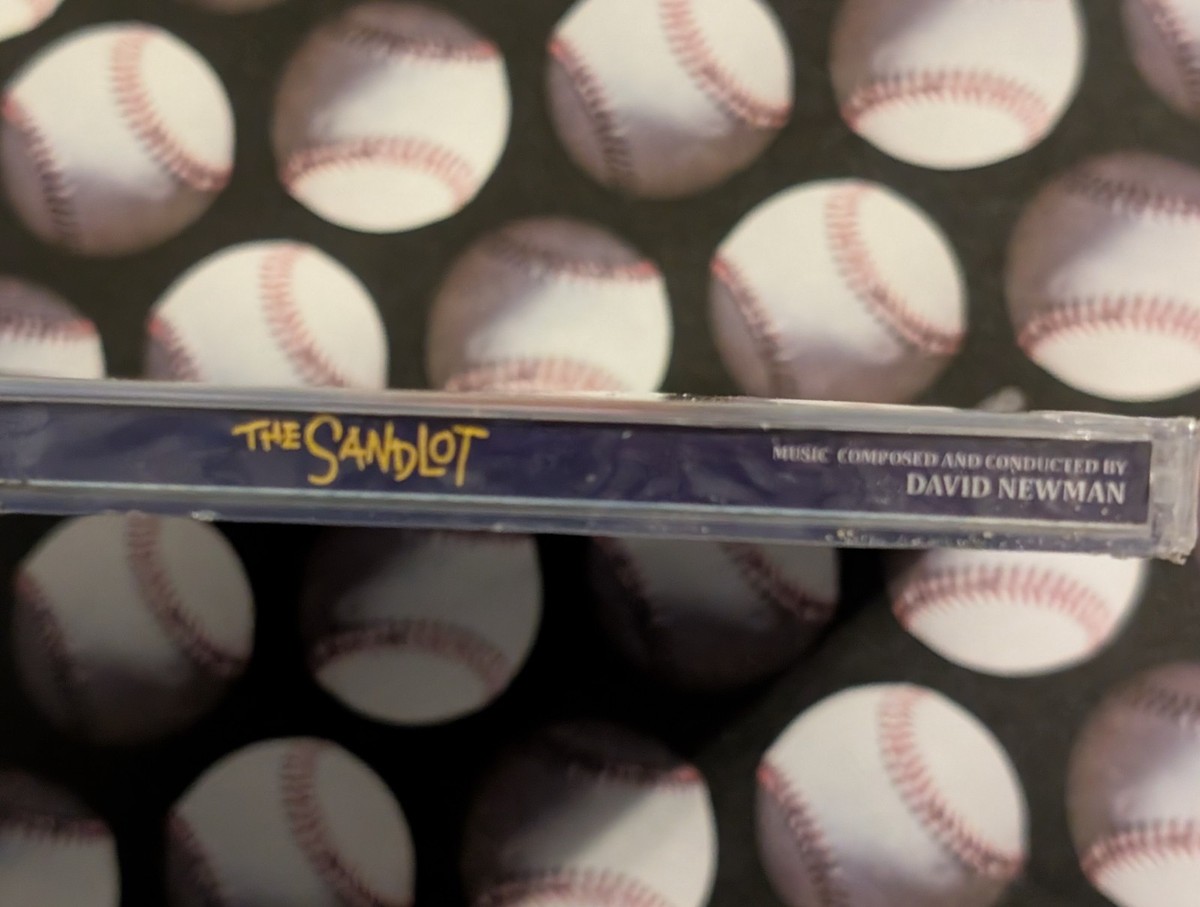 THE SANDLOT
MUSIC COMPOSED AND CONDUCTED BY
DAVID NEWMAN